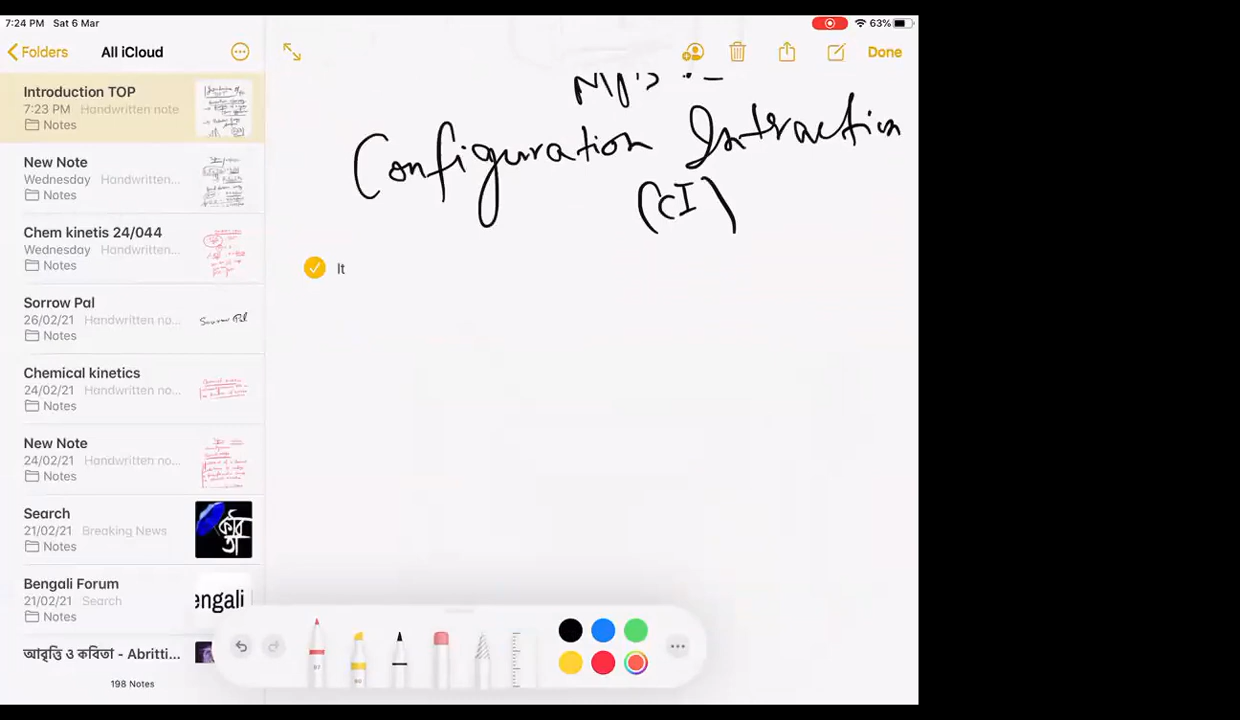 7:24 PM Sat 6 Mar
63%
Folders
All iCloud
Done
Introduction TOP
7:23 PM Handwritten note
Notes
New Note
Wednesday Handwritten...
Notes
Chem kinetis 24/044
Wednesday Handwritten...
Notes
Sorrow Pal
26/02/21 Handwritten no...
Notes
Sorrow Pal
Chemical kinetics
24/02/21 Handwritten no...
Notes
New Note
24/02/21 Handwritten no...
Notes
Search
21/02/21 Breaking News
Notes
Bengali Forum
21/02/21 Search
Notes
engali
আবৃত্তি ও কবিতা - Abritti...
198 Notes
Configuration Interaction
(CI)
It